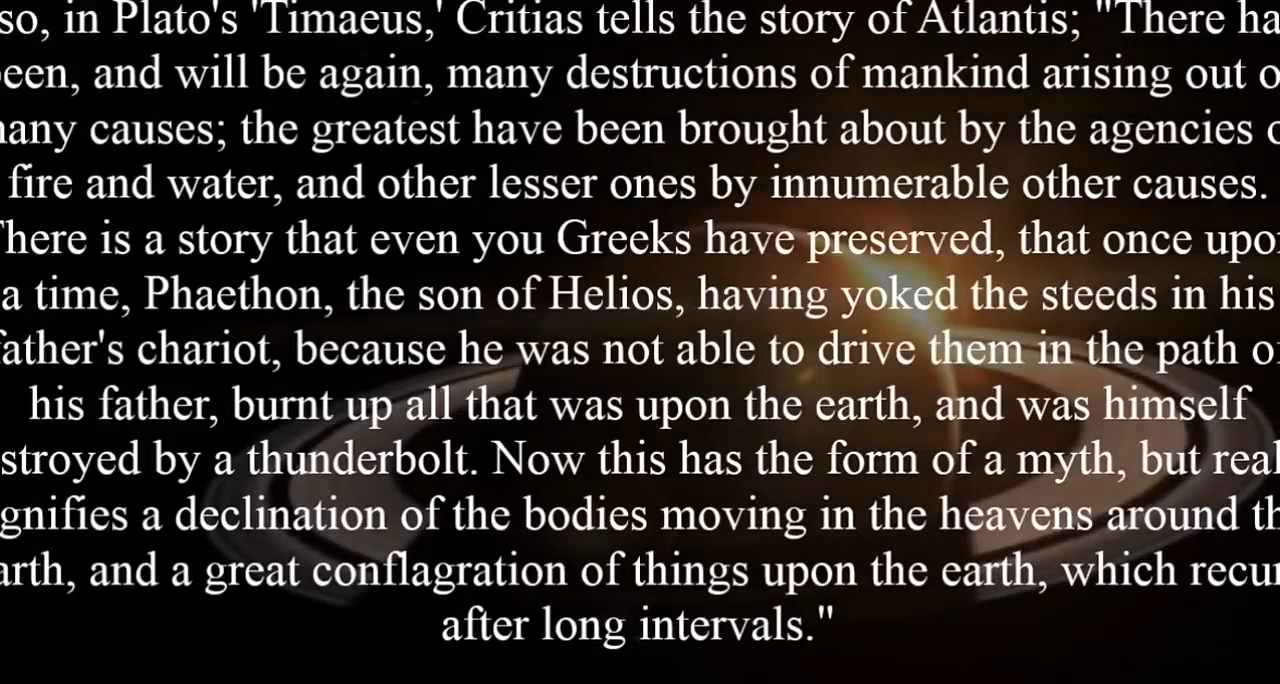 so, in Plato's 'Timaeus,' Critias tells the story of Atlantis; "There ha
een, and will be again, many destructions of mankind arising out o
any causes; the greatest have been brought about by the agencies o
fire and water, and other lesser ones by innumerable other causes.
There is a story that even you Greeks have preserved, that once upon
a time, Phaethon, the son of Helios, having yoked the steeds in his
father's chariot, because he was not able to drive them in the path of
his father, burnt up all that was upon the earth, and was himself
stroyed by a thunderbolt. Now this has the form of a myth, but real
gnifies a declination of the bodies moving in the heavens around th
arth, and a great conflagration of things upon the earth, which recur
after long intervals."